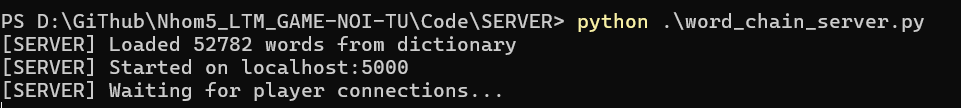 PS D:\GiThub\Nhom5_LTM_GAME-NOI-TU\Code\SERVER> python .\word_chain_server.py
[SERVER] Loaded 52782 words from dictionary
[SERVER] Started on localhost:5000
[SERVER] Waiting for player connections...